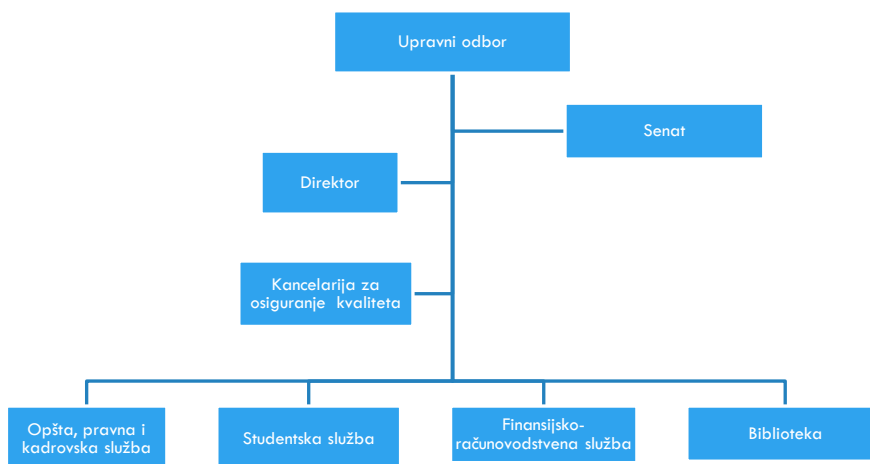 Upravni odbor
Senat
Direktor
Kancelarija za
osiguranje kvaliteta
Opšta, pravna i
kadrovska služba
Studentska služba
Finansijsko-
računovodstvena služba
Biblioteka